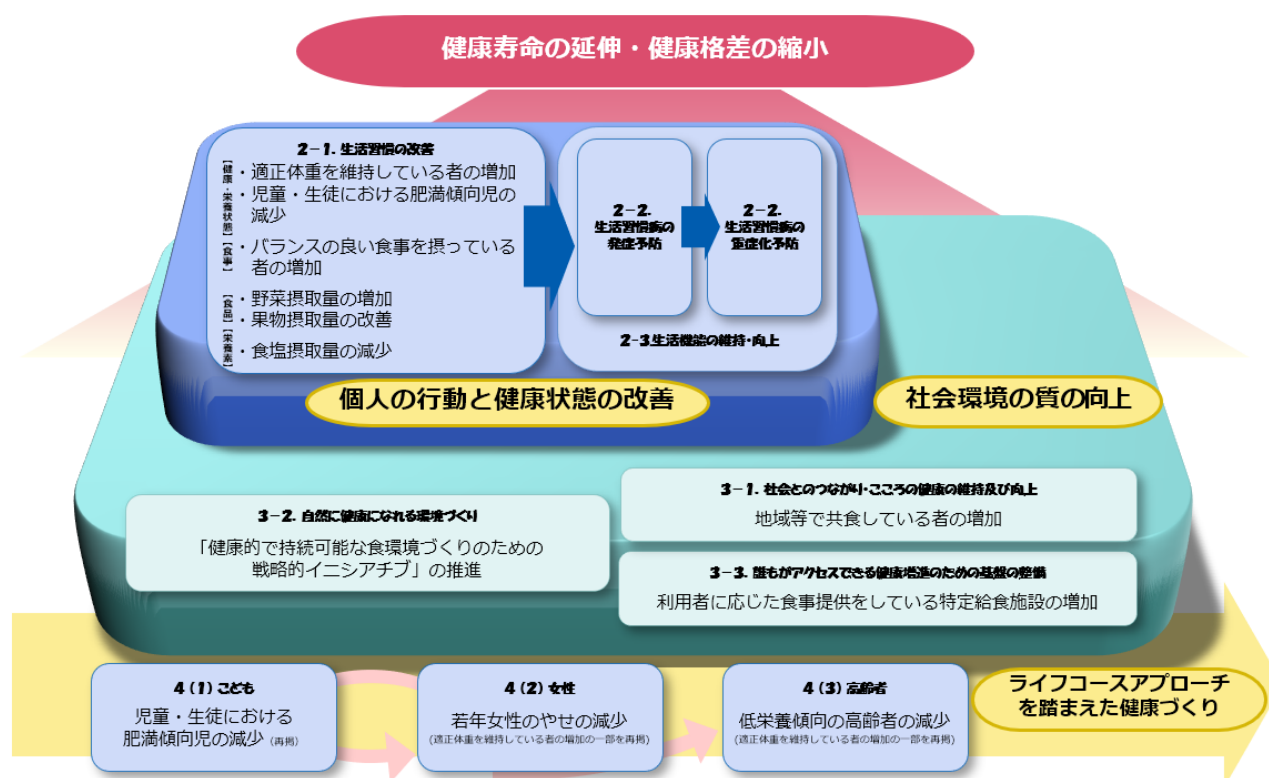 健康寿命の延伸・健康格差の縮小
2－1. 生活習慣の改善
【健康・栄養状態】
・適正体重を維持している者の増加
・児童・生徒における肥満傾向児の
減少
【食事】
・バランスの良い食事を摂っている
者の増加
【食品】
・野菜摂取量の増加
・果物摂取量の改善
【栄養素】
・食塩摂取量の減少
2－2.
生活習慣病の
発症予防
2－2.
生活習慣病の
重症化予防
2-3生活機能の維持・向上
個人の行動と健康状態の改善
社会環境の質の向上
3－1. 社会とのつながり・こころの健康の維持及び向上
地域等で共食している者の増加
3－2. 自然に健康になれる環境づくり
「健康的で持続可能な食環境づくりのための
戦略的イニシアチブ」の推進
3－3. 誰もがアクセスできる健康増進のための基盤の整備
利用者に応じた食事提供をしている特定給食施設の増加
4（1）こども
児童・生徒における
肥満傾向児の減少（再掲）
4（2）女性
若年女性のやせの減少
(適正体重を維持している者の増加の一部を再掲)
4（3）高齢者
低栄養傾向の高齢者の減少
(適正体重を維持している者の増加の一部を再掲)
ライフコースアプローチ
を踏まえた健康づくり